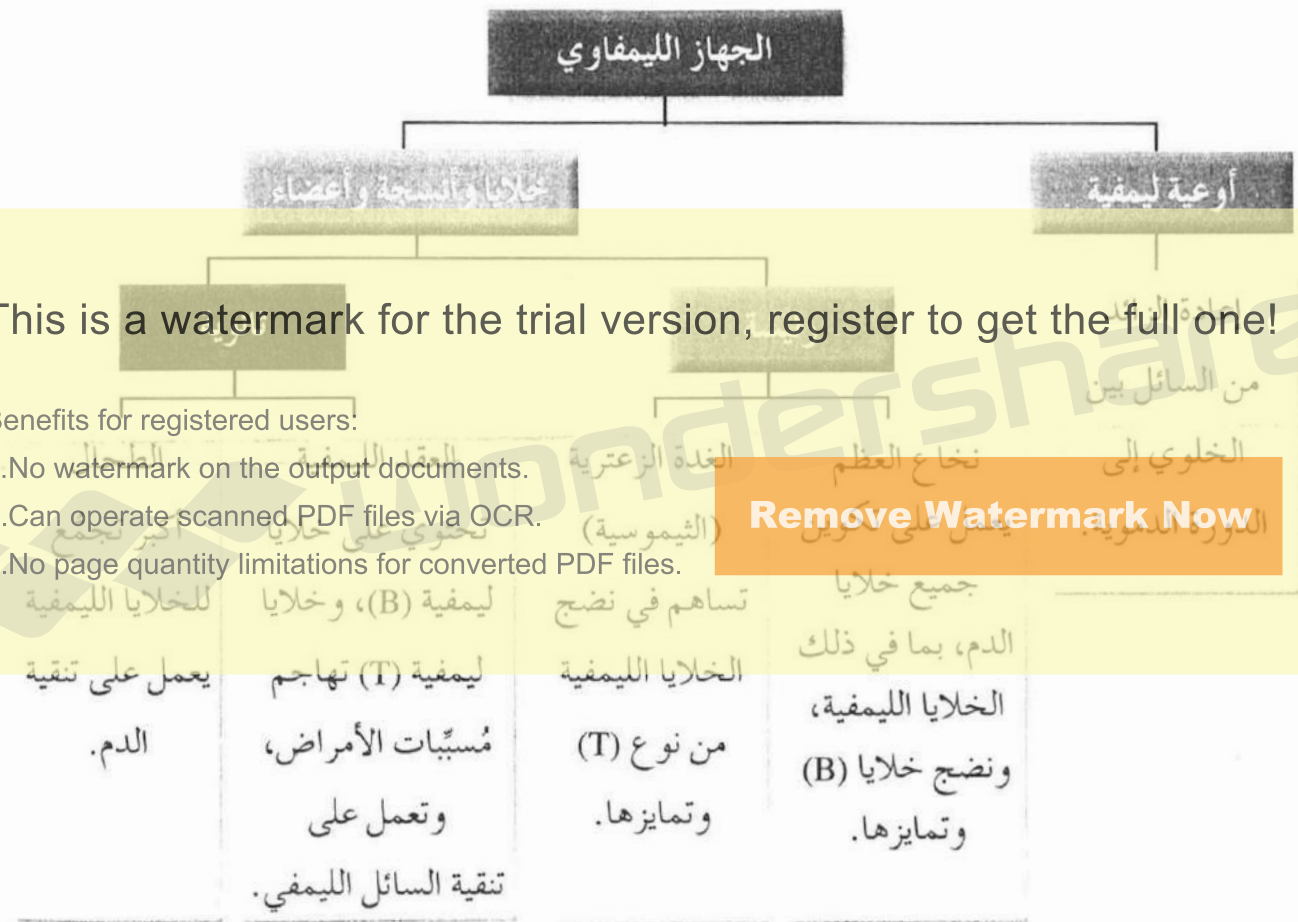 الجهاز الليمفاوي
أوعية ليمفية
خلايا وأنسجة وأعضاء
This is a watermark for the trial version, register to get the full one!
إعادة الزائد
من السائل بين
الخلوي إلى
الدورة الدموية.
رئيسة
ثانوية
نخاع العظم
يعمل على تكوين
جميع خلايا
الدم، بما في ذلك
الخلايا الليمفية،
ونضج خلايا (B)
وتمايزها.
الغدة الزعترية
(الثيموسية)
تساهم في نضج
الخلايا الليمفية
من نوع (T)
وتمايزها.
العقد الليمفية
تحتوي على خلايا
ليمفية (B)، وخلايا
ليمفية (T) تهاجم
مُسبِّبات الأمراض،
وتعمل على
تنقية السائل الليمفي.
الطحال
أكبر تجمع
للخلايا الليمفية
يعمل على تنقية
الدم.
Benefits for registered users:
.No watermark on the output documents.
.Can operate scanned PDF files via OCR.
.No page quantity limitations for converted PDF files.
Remove Watermark Now
wondershare